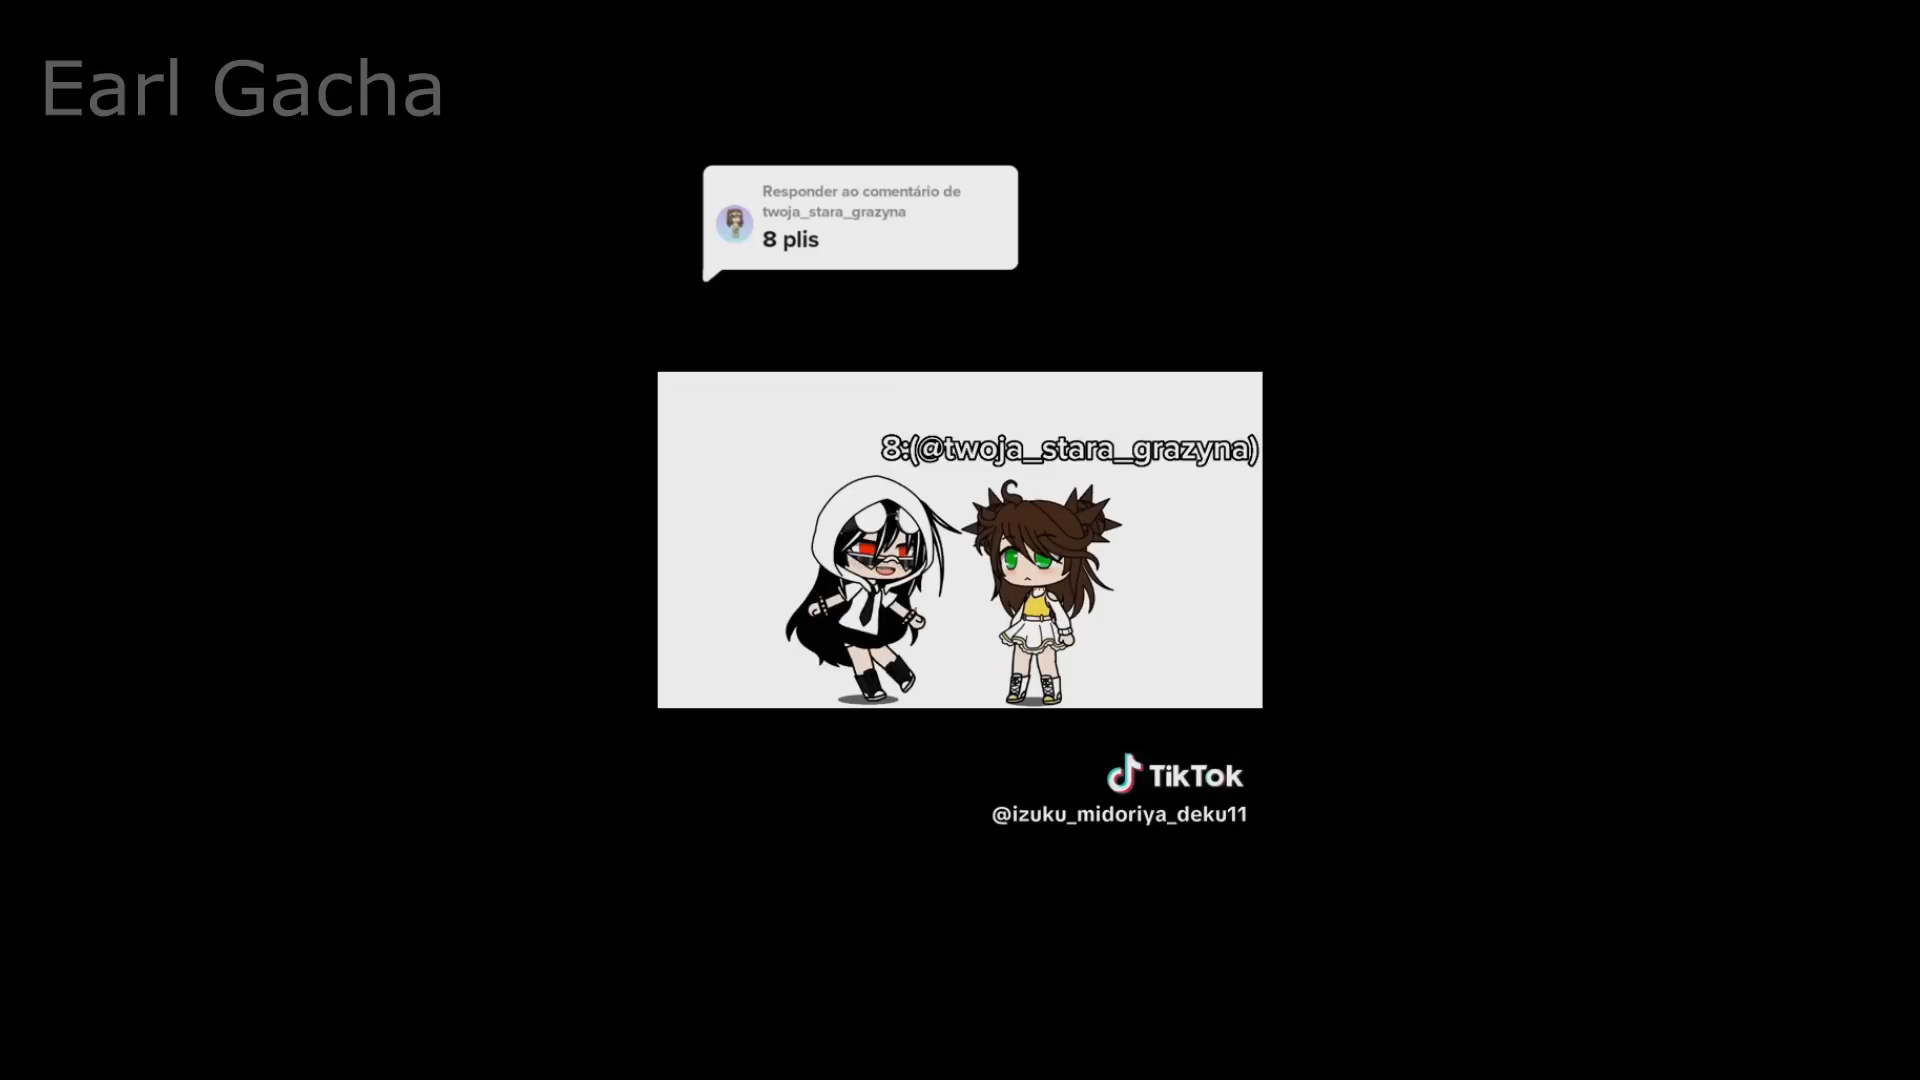 Earl Gacha
Responder ao comentário de
twoja_stara_grazyna
8 plis
8:(@twoja_stara_grazyna)
TikTok
@izuku_midoriya_deku11